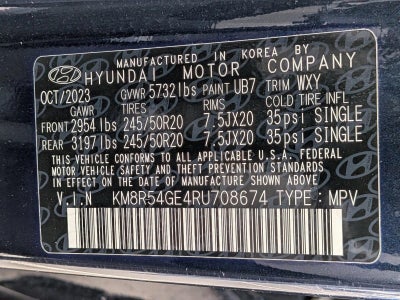 MANUFACTURED IN KOREA BY
HYUNDAI MOTOR COMPANY
OCT/2023 GVWR 5732lbs PAINT UB7 TRIM WXY
GAWR TIRES RIMS COLD TIRE INFL.
FRONT 2954 lbs 245/50R20 7.5JX20 35psi SINGLE
REAR 3197 lbs 245/50R20 7.5JX20 35psi SINGLE
THIS VEHICLE CONFORMS TO ALL APPLICABLE U.S.A. FEDERAL
MOTOR VEHICLE SAFETY STANDARDS IN EFFECT ON THE DATE
OF MANUFACTURE SHOWN ABOVE.
V.I.N KM8R54GE4RU708674 TYPE: MPV